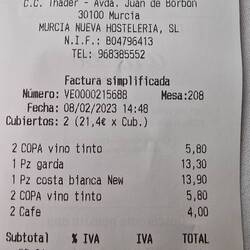 C.C. Thader - Avda. Juan de Borbón
30100 Murcia
MURCIA NUEVA HOSTELERIA, SL
N.I.F.: B04796413
TEL: 968385552
Factura simplificada
Número: VE0000215688 Mesa:208
Fecha: 08/02/2023 14:48
Cubiertos: 2 (21,4€ x Cub.)
2 COPA vino tinto 5,80
1 Pz garda 13,30
1 Pz costa bianca New 13,90
2 COPA vino tinto 5,80
2 Cafe 4,00
Subtotal % IVA IVA TOTAL